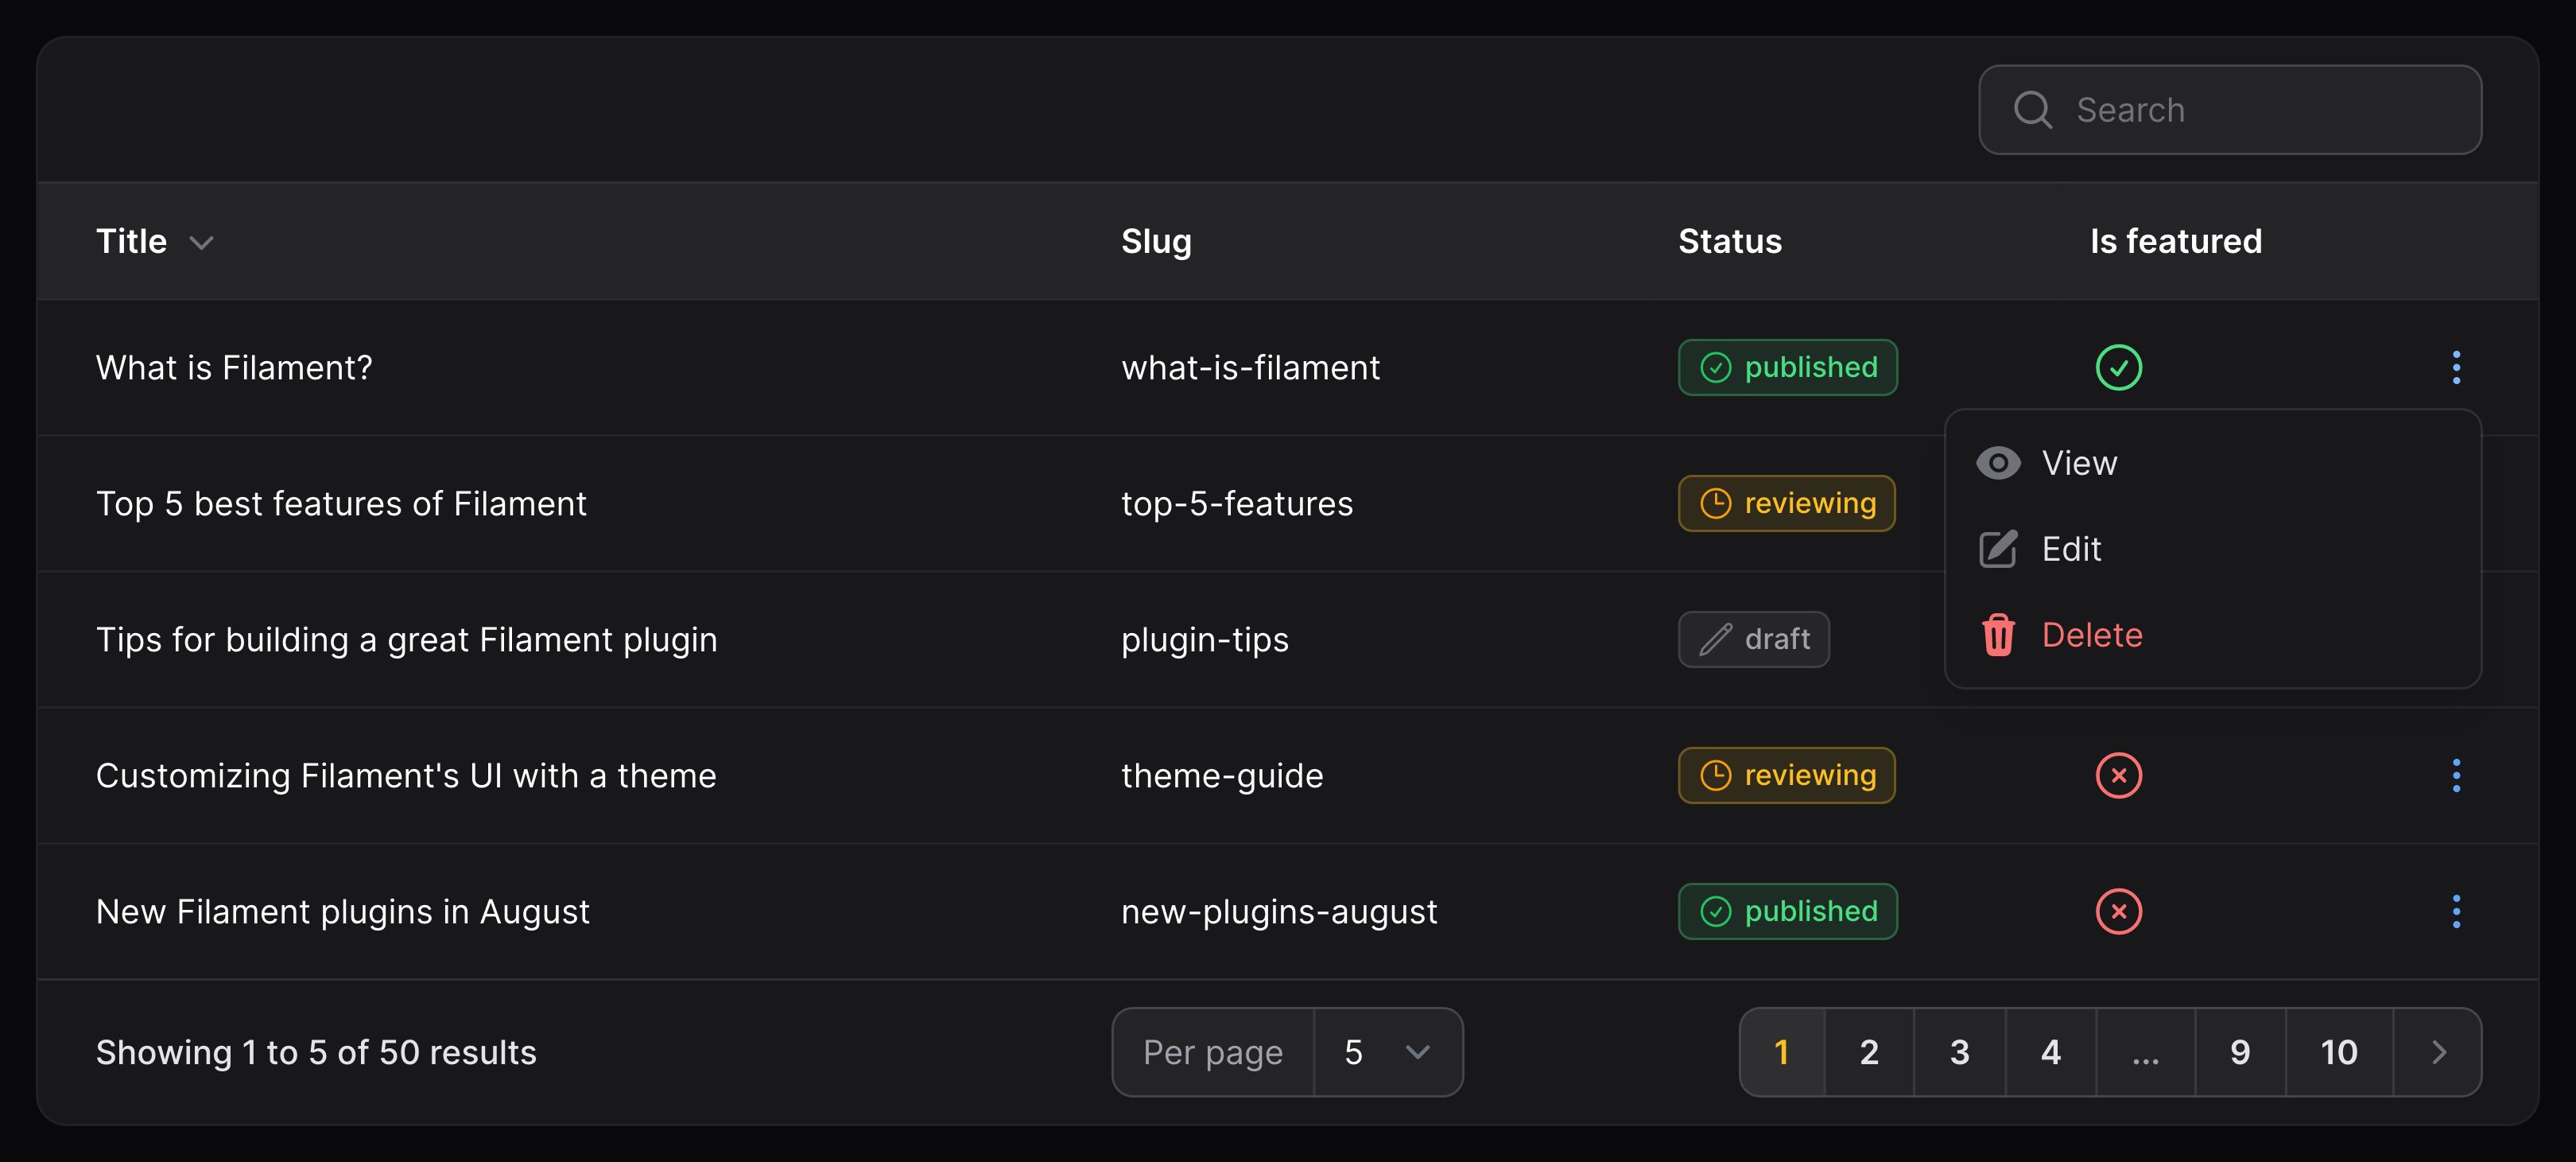 Search
Title Slug Status Is featured
What is Filament? what-is-filament published
View
Top 5 best features of Filament top-5-features reviewing
Edit
Tips for building a great Filament plugin plugin-tips draft
Delete
Customizing Filament's UI with a theme theme-guide reviewing
New Filament plugins in August new-plugins-august published
Showing 1 to 5 of 50 results Per page 5 1 2 3 4 ... 9 10